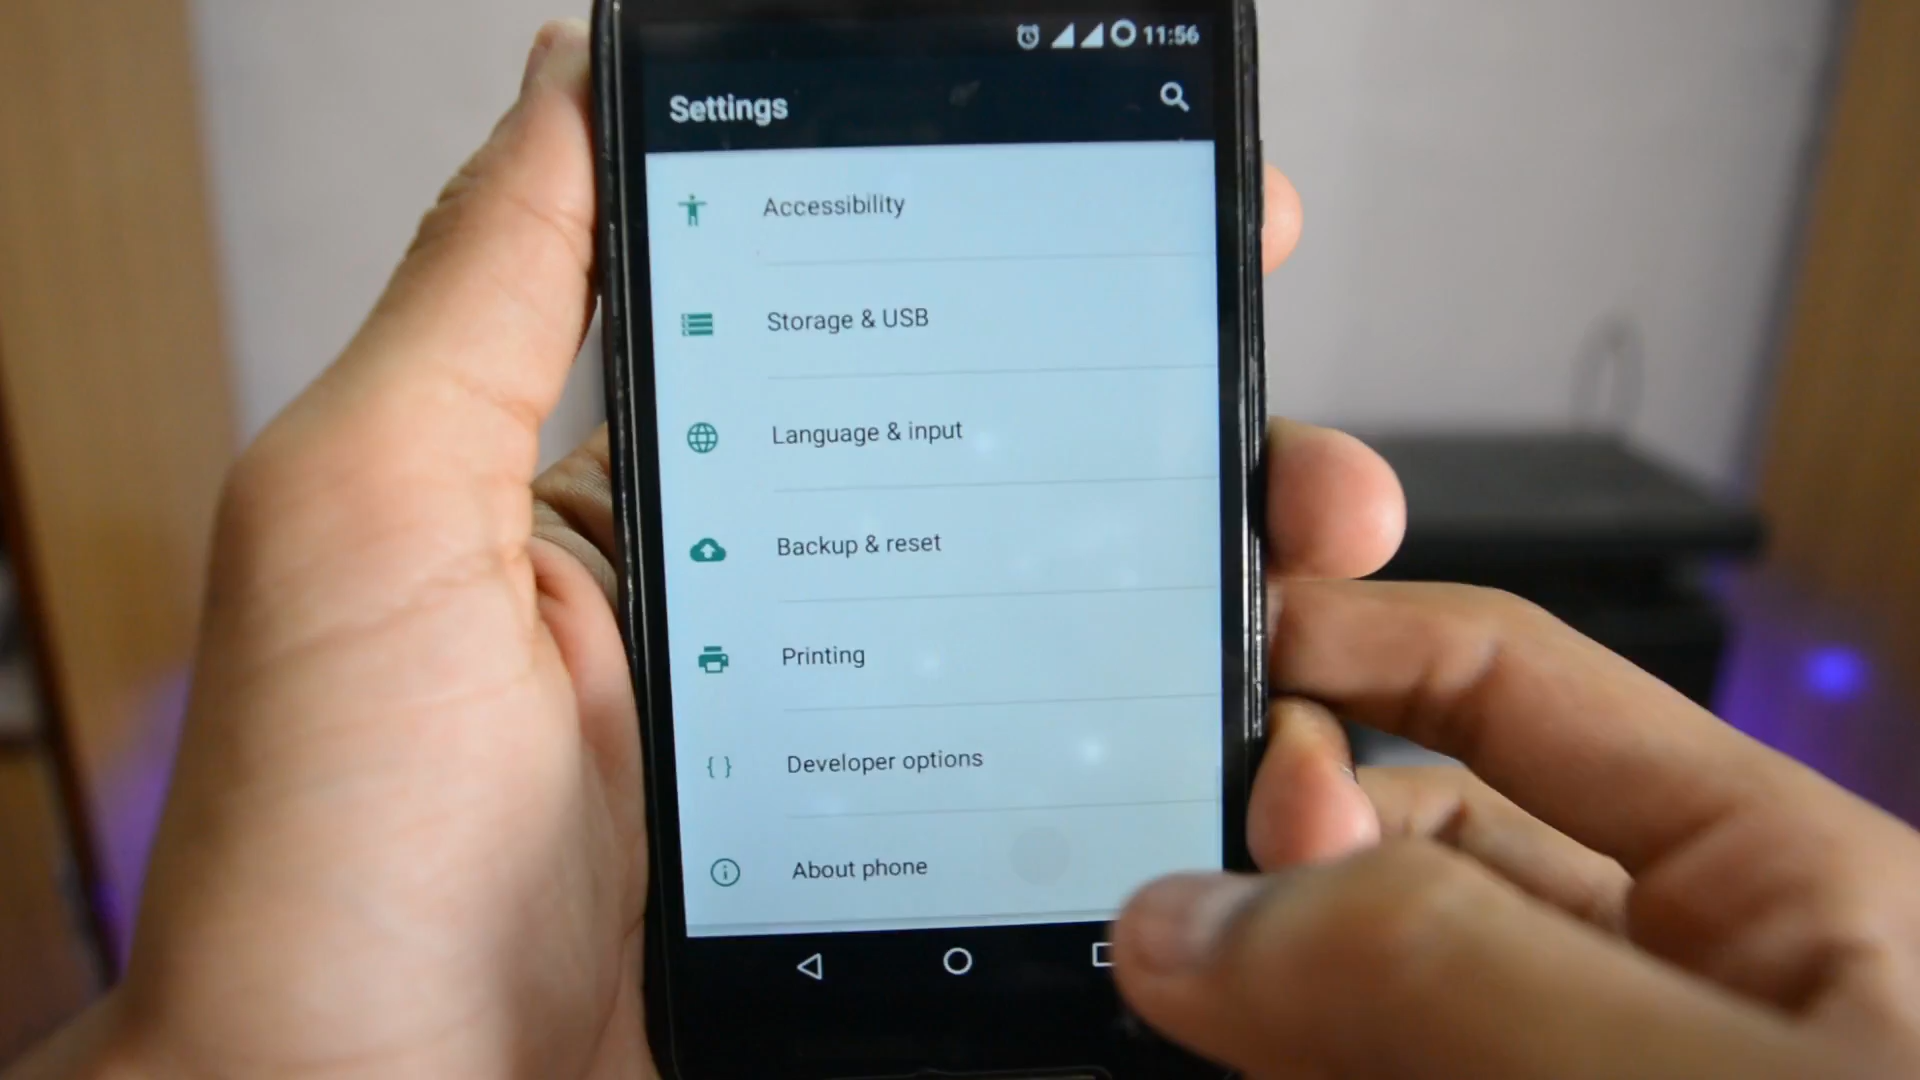 11:56
Settings
Accessibility
Storage & USB
Language & input
Backup & reset
Printing
{ } Developer options
About phone